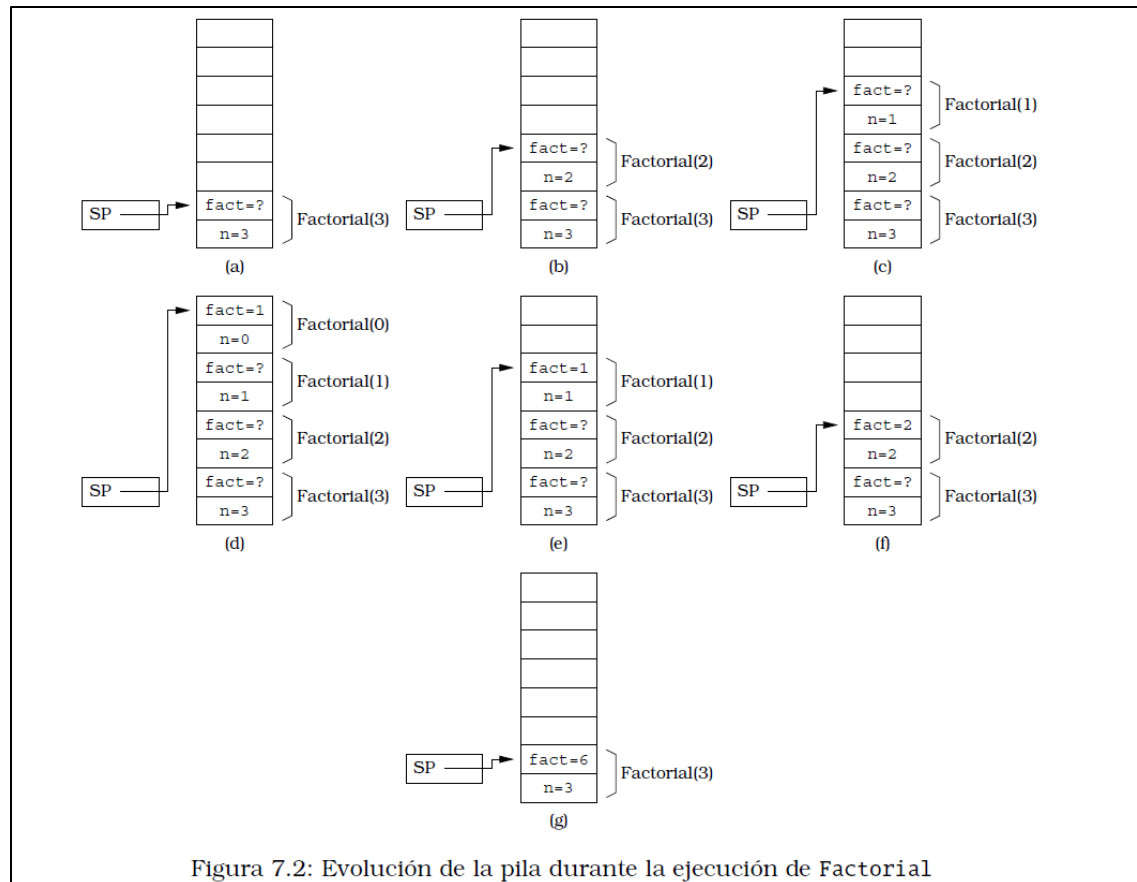 fact=?
SP
Factorial(3)
n=3
(a)
fact=?
Factorial(2)
n=2
SP
fact=?
Factorial(3)
n=3
(b)
fact=?
Factorial(1)
n=1
fact=?
Factorial(2)
n=2
SP
fact=?
Factorial(3)
n=3
(c)
fact=1
Factorial(0)
n=0
fact=?
Factorial(1)
n=1
fact=?
Factorial(2)
n=2
SP
fact=?
Factorial(3)
n=3
(d)
fact=1
Factorial(1)
n=1
fact=?
Factorial(2)
n=2
SP
fact=?
Factorial(3)
n=3
(e)
fact=2
Factorial(2)
n=2
SP
fact=?
Factorial(3)
n=3
(f)
SP
fact=6
Factorial(3)
n=3
(g)
Figura 7.2: Evolución de la pila durante la ejecución de Factorial